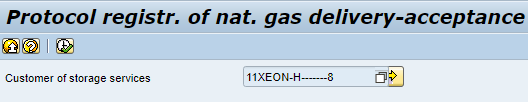 Protocol registr. of nat. gas delivery-acceptance
Customer of storage services 11XEON-H-------8